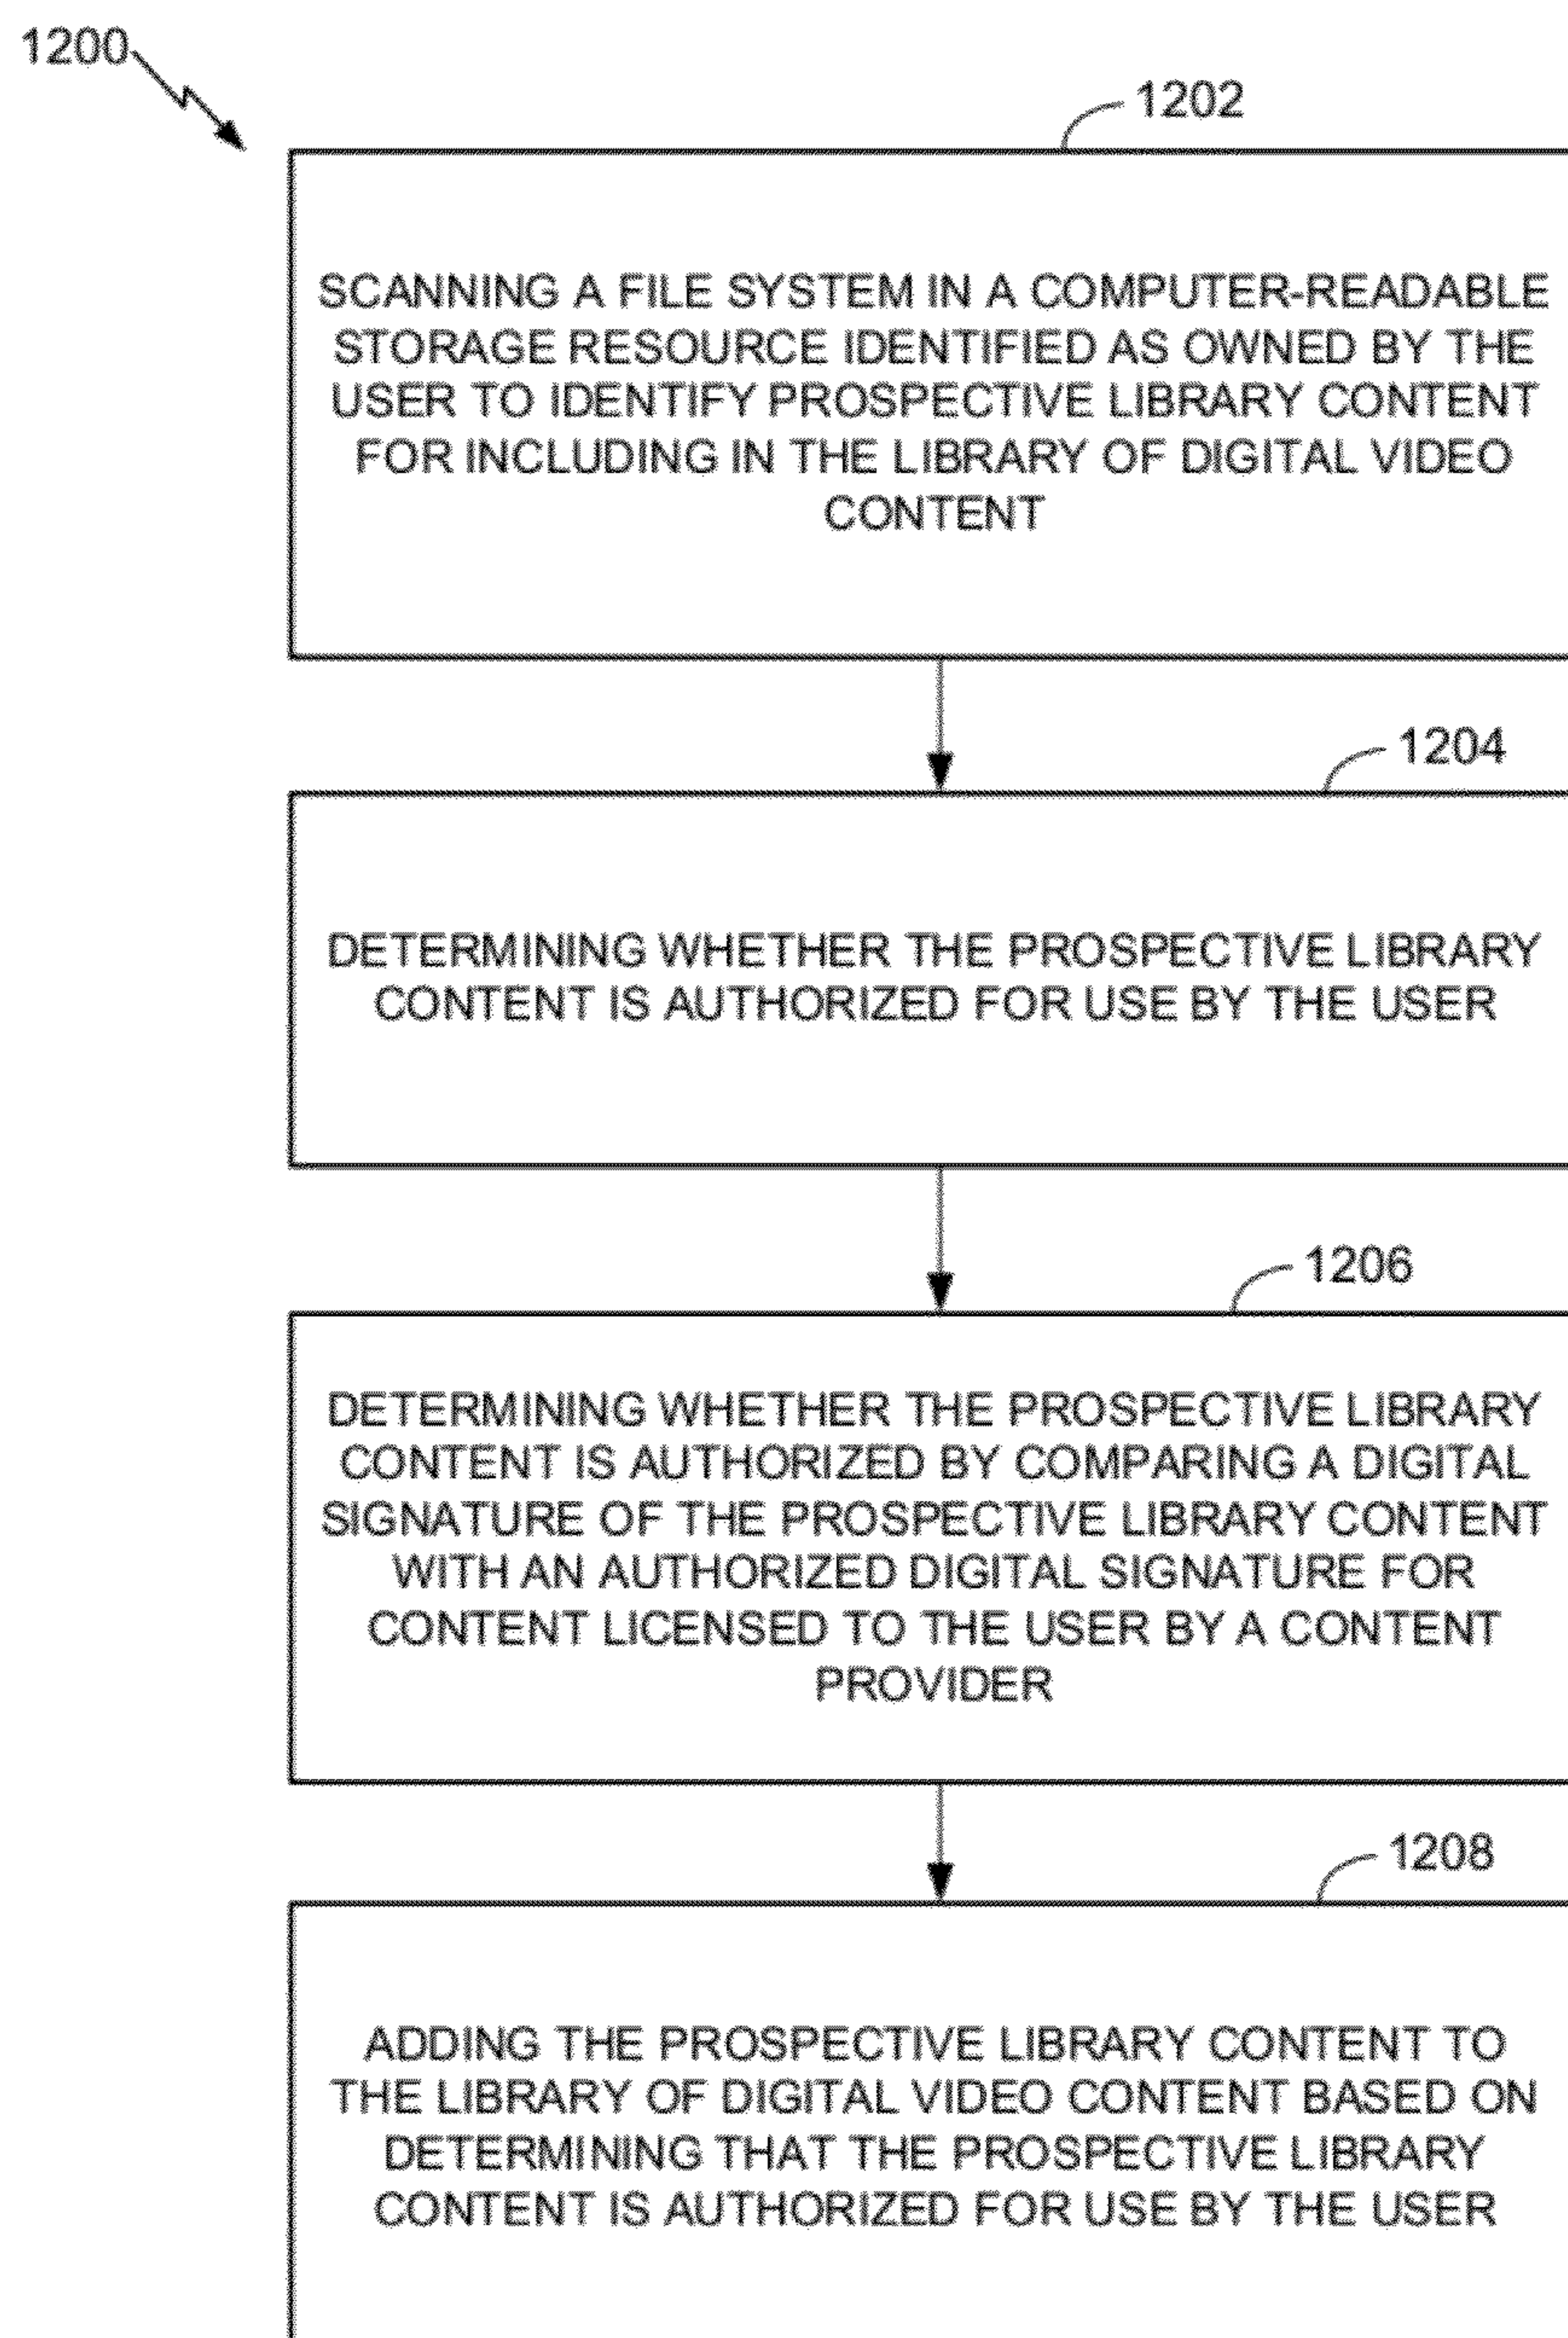 1200
1202
SCANNING A FILE SYSTEM IN A COMPUTER-READABLE
STORAGE RESOURCE IDENTIFIED AS OWNED BY THE
USER TO IDENTIFY PROSPECTIVE LIBRARY CONTENT
FOR INCLUDING IN THE LIBRARY OF DIGITAL VIDEO
CONTENT
1204
DETERMINING WHETHER THE PROSPECTIVE LIBRARY
CONTENT IS AUTHORIZED FOR USE BY THE USER
1206
DETERMINING WHETHER THE PROSPECTIVE LIBRARY
CONTENT IS AUTHORIZED BY COMPARING A DIGITAL
SIGNATURE OF THE PROSPECTIVE LIBRARY CONTENT
WITH AN AUTHORIZED DIGITAL SIGNATURE FOR
CONTENT LICENSED TO THE USER BY A CONTENT
PROVIDER
1208
ADDING THE PROSPECTIVE LIBRARY CONTENT TO
THE LIBRARY OF DIGITAL VIDEO CONTENT BASED ON
DETERMINING THAT THE PROSPECTIVE LIBRARY
CONTENT IS AUTHORIZED FOR USE BY THE USER